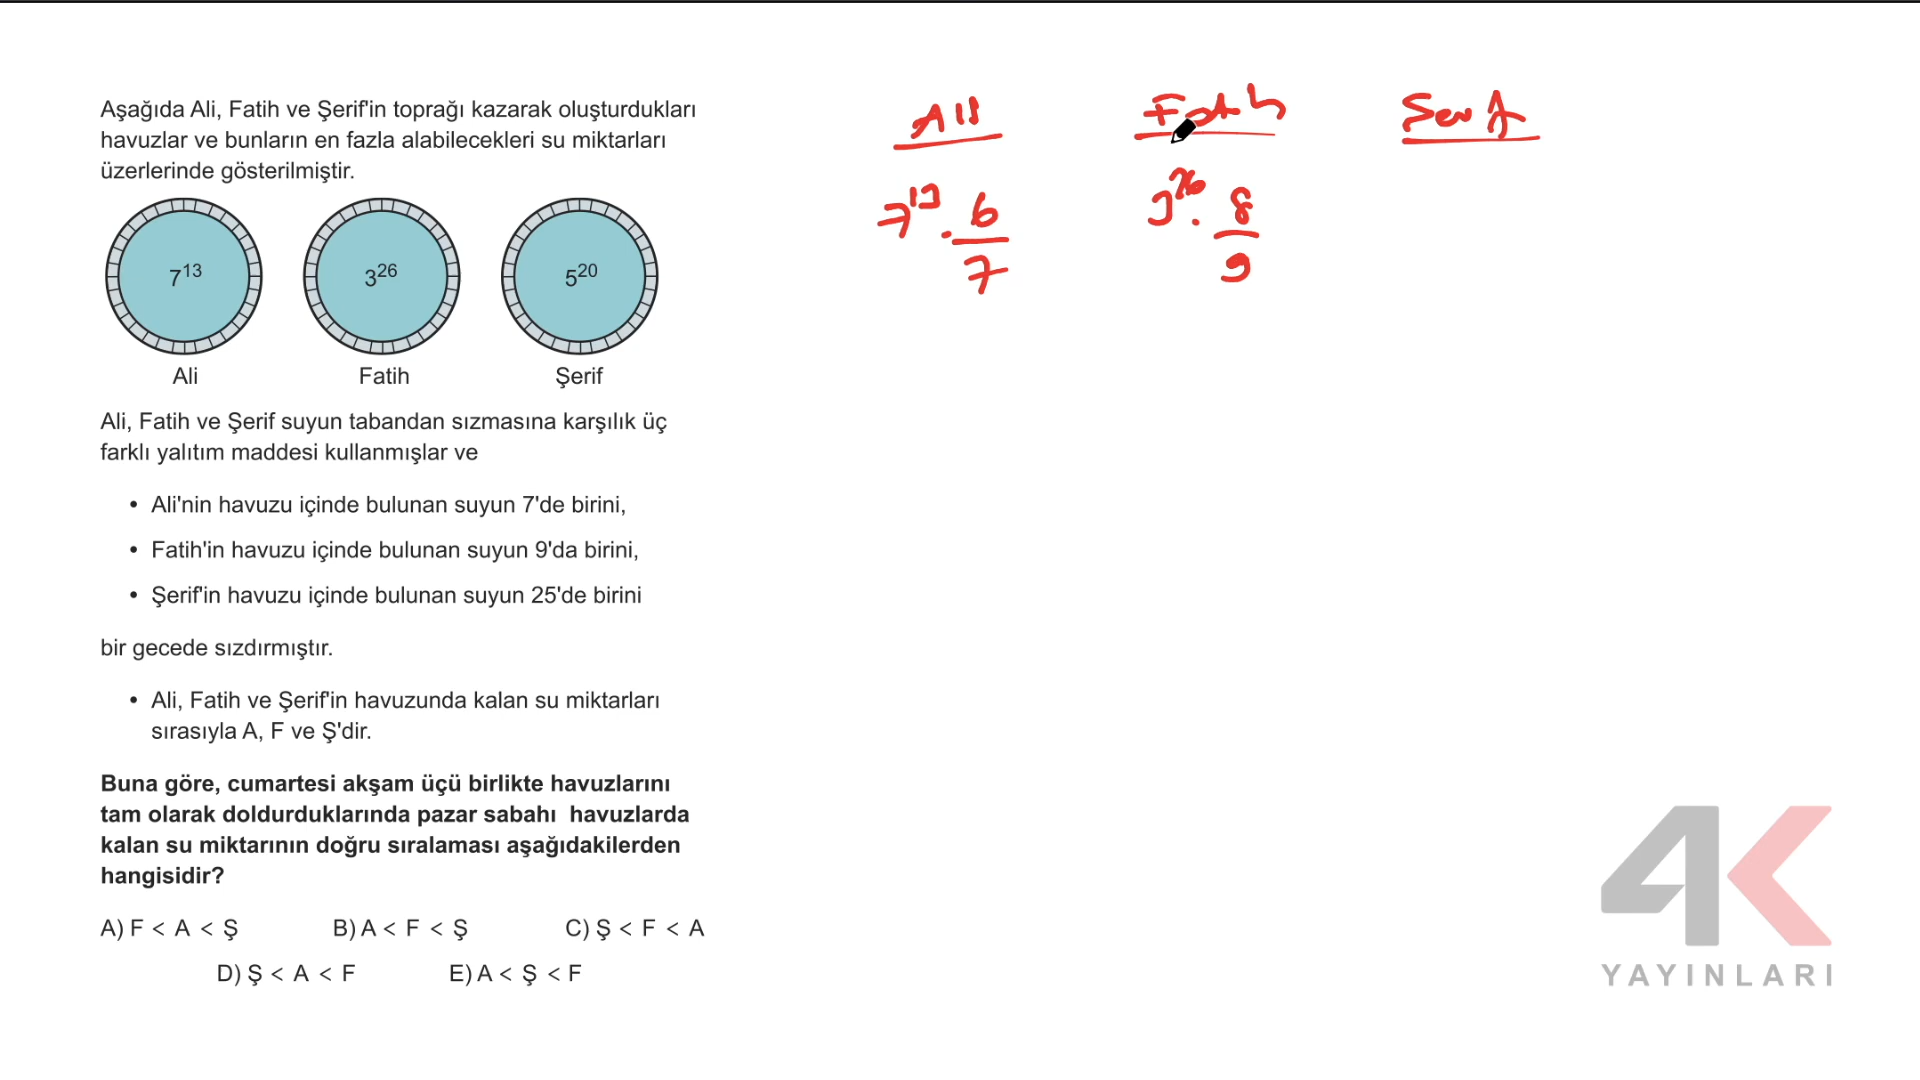 Aşağıda Ali, Fatih ve Şerif'in toprağı kazarak oluşturdukları
havuzlar ve bunların en fazla alabilecekleri su miktarları
üzerlerinde gösterilmiştir.
7^13 3^26 5^20
Ali Fatih Şerif
Ali, Fatih ve Şerif suyun tabandan sızmasına karşılık üç
farklı yalıtım maddesi kullanmışlar ve
• Ali'nin havuzu içinde bulunan suyun 7'de birini,
• Fatih'in havuzu içinde bulunan suyun 9'da birini,
• Şerif'in havuzu içinde bulunan suyun 25'de birini
bir gecede sızdırmıştır.
• Ali, Fatih ve Şerif'in havuzunda kalan su miktarları
sırasıyla A, F ve Ş'dir.
Buna göre, cumartesi akşam üçü birlikte havuzlarını
tam olarak doldurduklarında pazar sabahı havuzlarda
kalan su miktarının doğru sıralaması aşağıdakilerden
hangisidir?
A) F < A < Ş B) A < F < Ş C) Ş < F < A
D) Ş < A < F E) A < Ş < F
Ali Fatih Şerif
7^13 . 6/7 3^26 . 8/9
4K
YAYINLARI